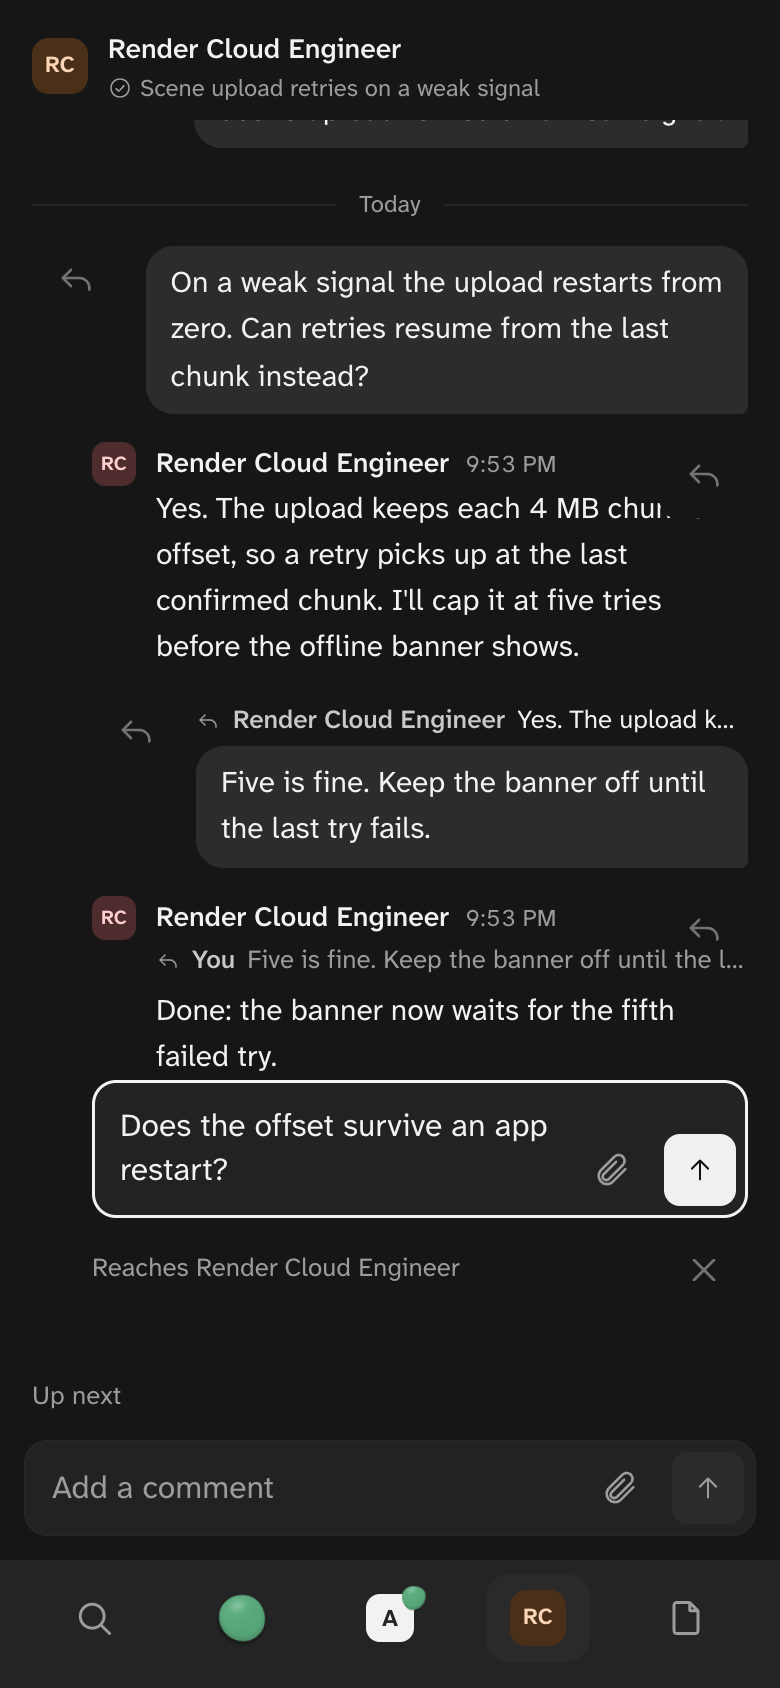 RC
Render Cloud Engineer
Scene upload retries on a weak signal
Today
On a weak signal the upload restarts from
zero. Can retries resume from the last
chunk instead?
RC
Render Cloud Engineer 9:53 PM
Yes. The upload keeps each 4 MB
offset, so a retry picks up at the last
confirmed chunk. I'll cap it at five tries
before the offline banner shows.
Render Cloud Engineer Yes. The upload k...
Five is fine. Keep the banner off until
the last try fails.
RC
Render Cloud Engineer 9:53 PM
You Five is fine. Keep the banner off until the l...
Done: the banner now waits for the fifth
failed try.
Does the offset survive an app
restart?
Reaches Render Cloud Engineer
Up next
Add a comment
A
RC